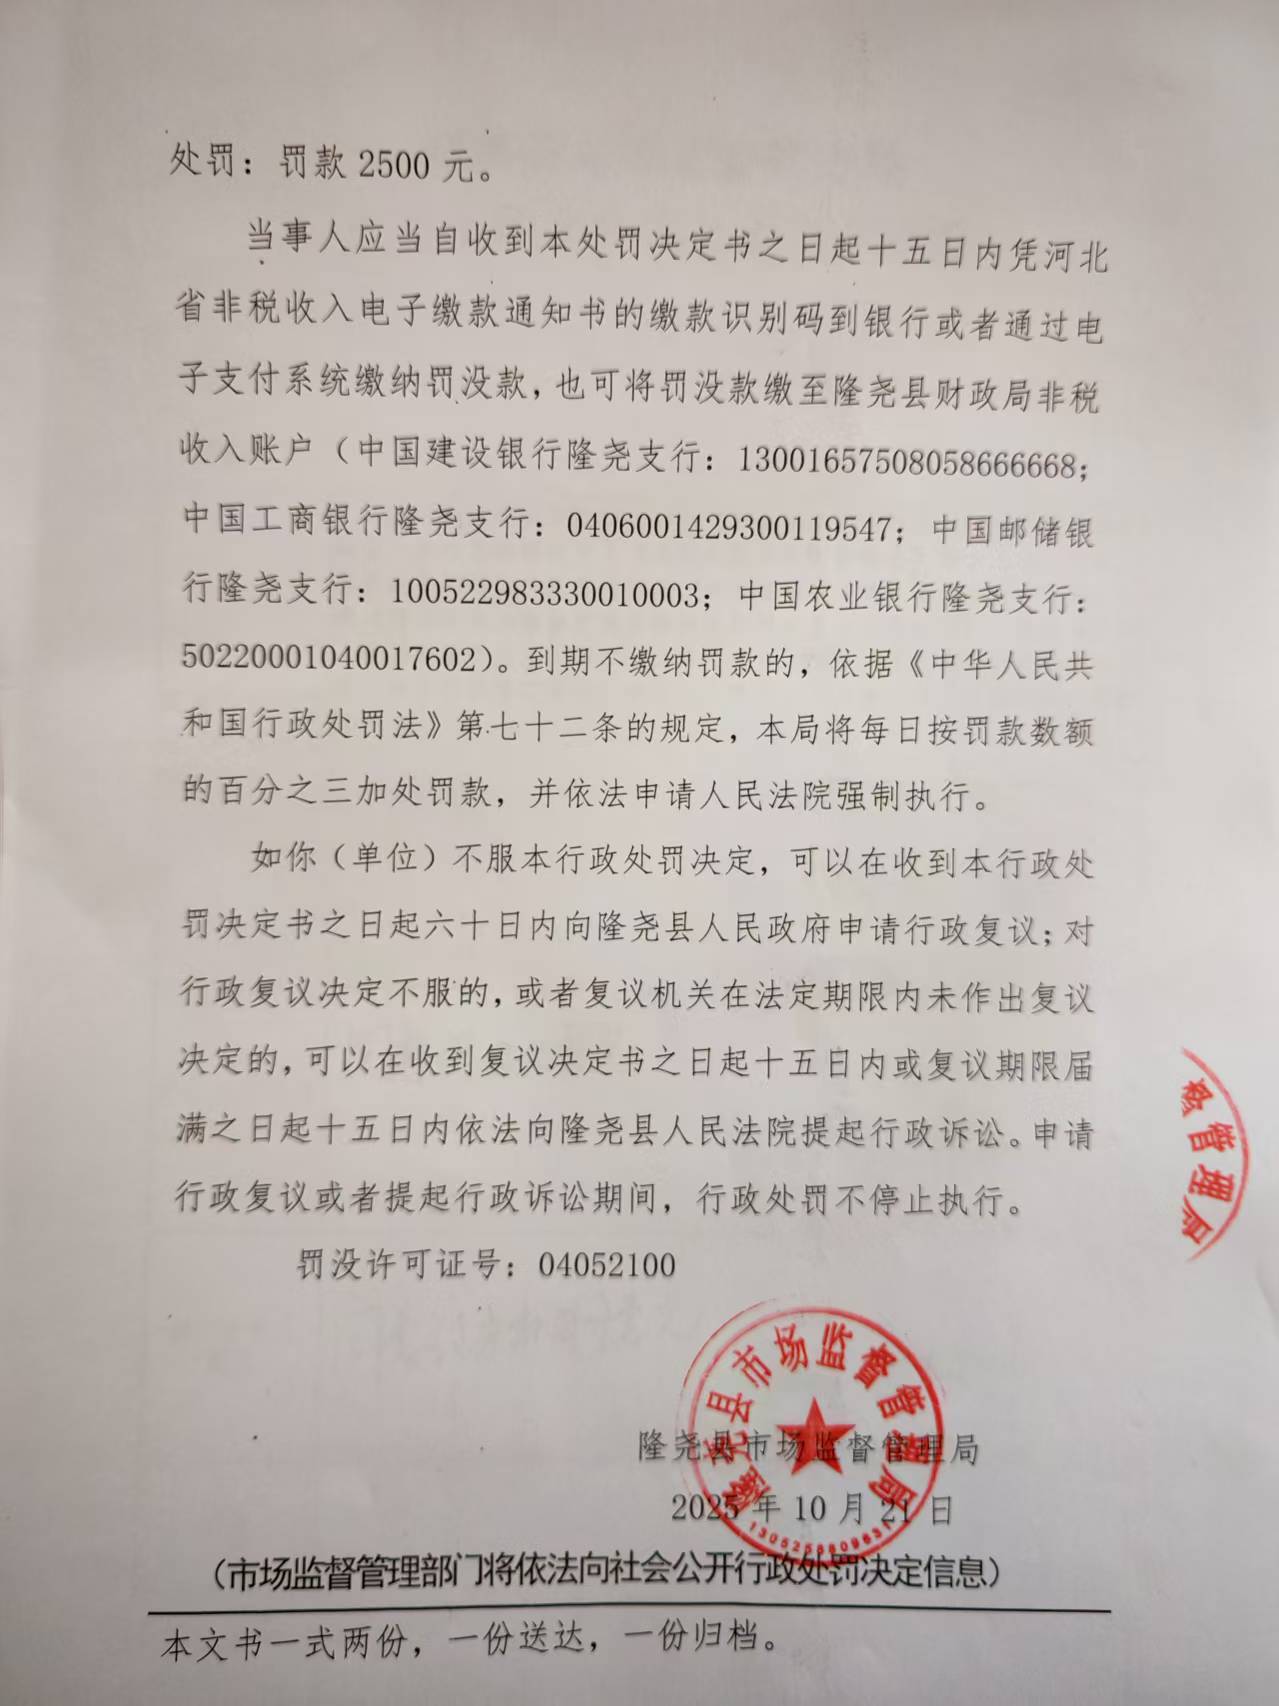 处罚：罚款 2500 元。
当事人应当自收到本处罚决定书之日起十五日内凭河北
省非税收入电子缴款通知书的缴款识别码到银行或者通过电
子支付系统缴纳罚没款，也可将罚没款缴至隆尧县财政局非税
收入账户（中国建设银行隆尧支行：13001657508058666668；
中国工商银行隆尧支行：0406001429300119547；中国邮储银
行隆尧支行：100522983330010003；中国农业银行隆尧支行：
50220001040017602）。到期不缴纳罚款的，依据《中华人民共
和国行政处罚法》第七十二条的规定，本局将每日按罚款数额
的百分之三加处罚款，并依法申请人民法院强制执行。
如你（单位）不服本行政处罚决定，可以在收到本行政处
罚决定书之日起六十日内向隆尧县人民政府申请行政复议；对
行政复议决定不服的，或者复议机关在法定期限内未作出复议
决定的，可以在收到复议决定书之日起十五日内或复议期限届
满之日起十五日内依法向隆尧县人民法院提起行政诉讼。申请
行政复议或者提起行政诉讼期间，行政处罚不停止执行。
督管理局
罚没许可证号：04052100
隆尧县市场监督管理局
隆尧县市场监督管理局
2025 年 10 月 21 日
（市场监督管理部门将依法向社会公开行政处罚决定信息）
本文书一式两份，一份送达，一份归档。